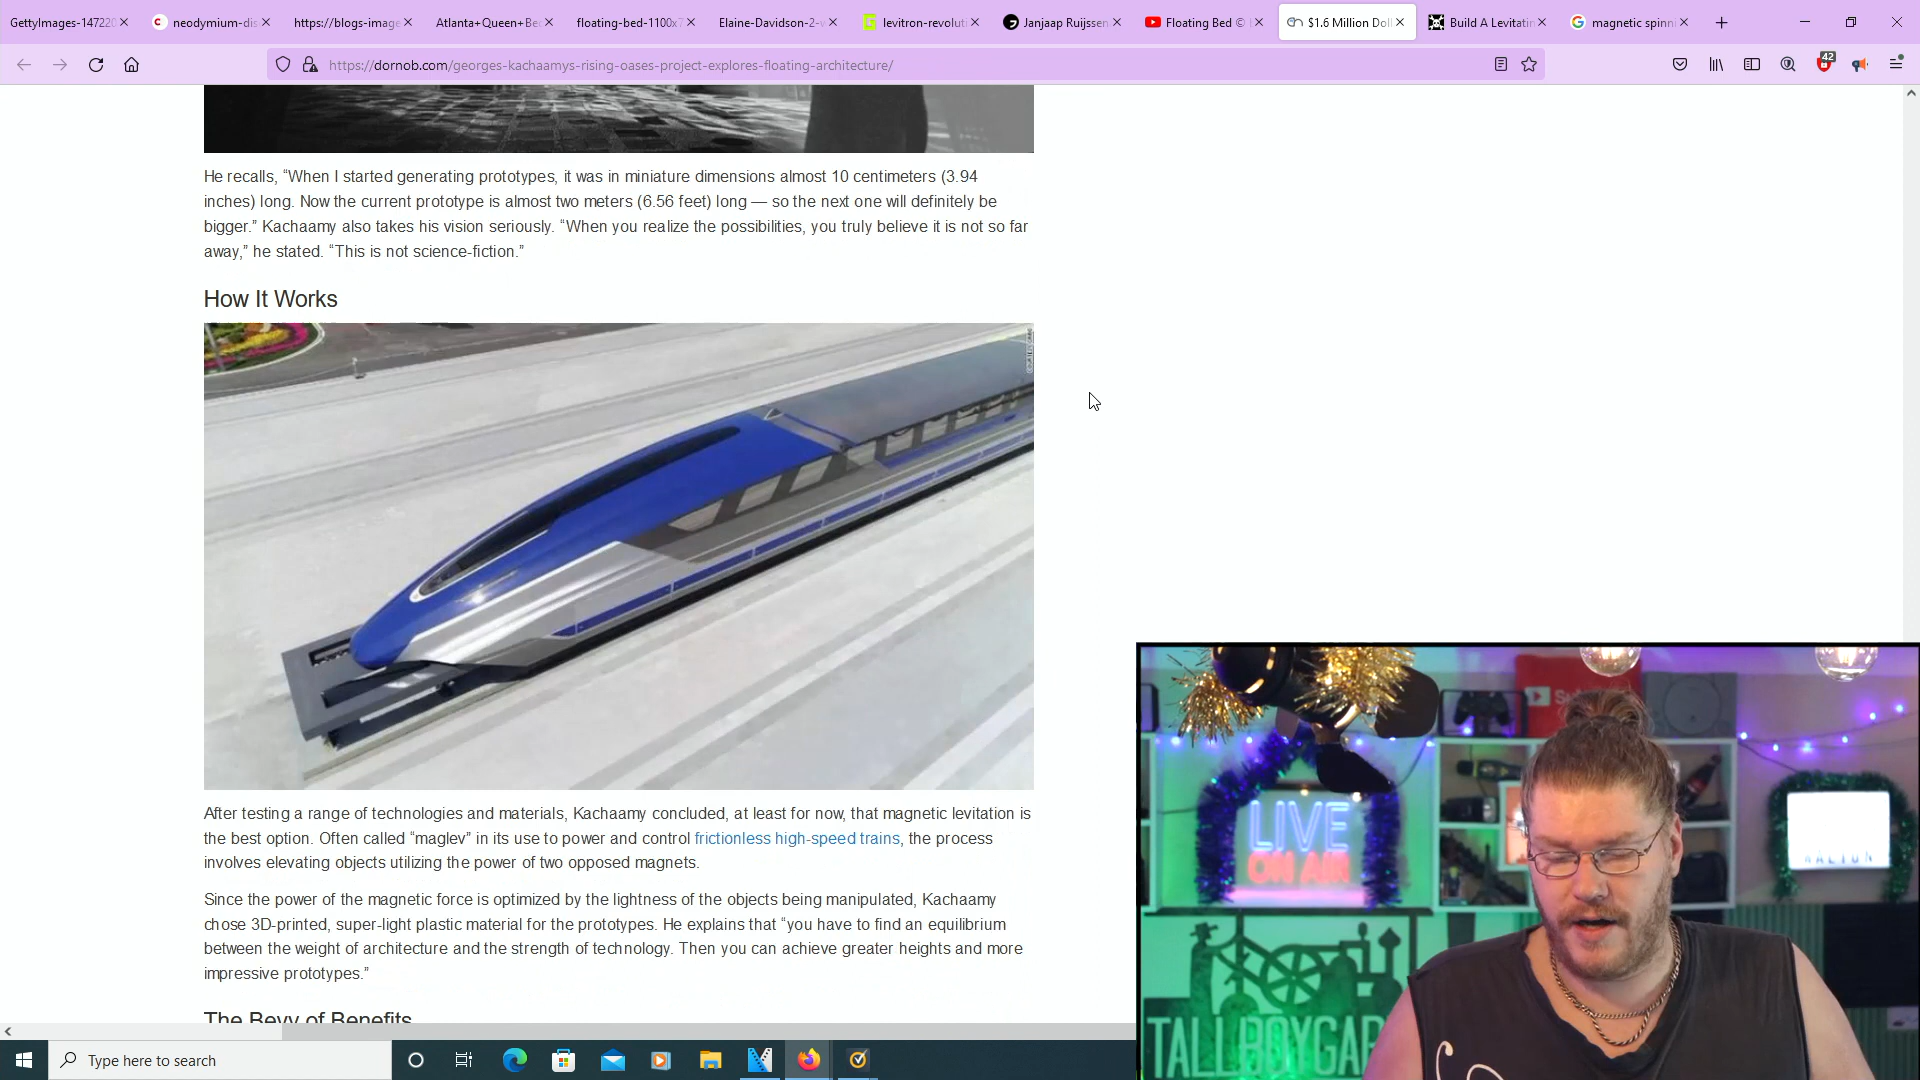 GettyImages-147220
neodymium-dis
https://blogs-image
Atlanta+Queen+Be
floating-bed-1100x7
Elaine-Davidson-2-w
levitron-revoluti
Janjaap Ruijssen
Floating Bed ©
$1.6 Million Doll
Build A Levitatin
magnetic spinni
https://dornob.com/georges-kachaamys-rising-oases-project-explores-floating-architecture/
42
He recalls, “When I started generating prototypes, it was in miniature dimensions almost 10 centimeters (3.94
inches) long. Now the current prototype is almost two meters (6.56 feet) long — so the next one will definitely be
bigger.” Kachaamy also takes his vision seriously. “When you realize the possibilities, you truly believe it is not so far
away,” he stated. “This is not science-fiction.”
How It Works
After testing a range of technologies and materials, Kachaamy concluded, at least for now, that magnetic levitation is
the best option. Often called “maglev” in its use to power and control frictionless high-speed trains, the process
involves elevating objects utilizing the power of two opposed magnets.
Since the power of the magnetic force is optimized by the lightness of the objects being manipulated, Kachaamy
chose 3D-printed, super-light plastic material for the prototypes. He explains that “you have to find an equilibrium
between the weight of architecture and the strength of technology. Then you can achieve greater heights and more
impressive prototypes.”
The Bevy of Benefits
LIVE
ON AIR
TALLBOYGAR
Type here to search